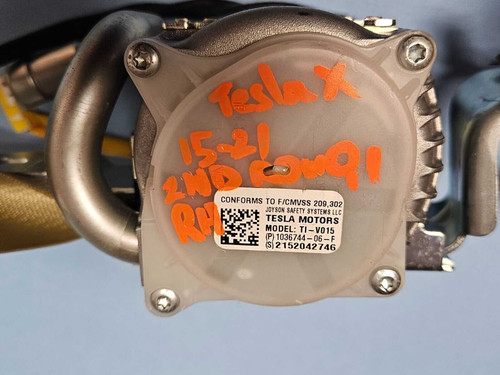 Tesla X
15-21
2ND COM91
RH
CONFORMS TO F/CMVSS 209,302
JOYSON SAFETY SYSTEMS LLC
TESLA MOTORS
MODEL: TI-V015
(P) 1036744-06-F
(S) 2152042746